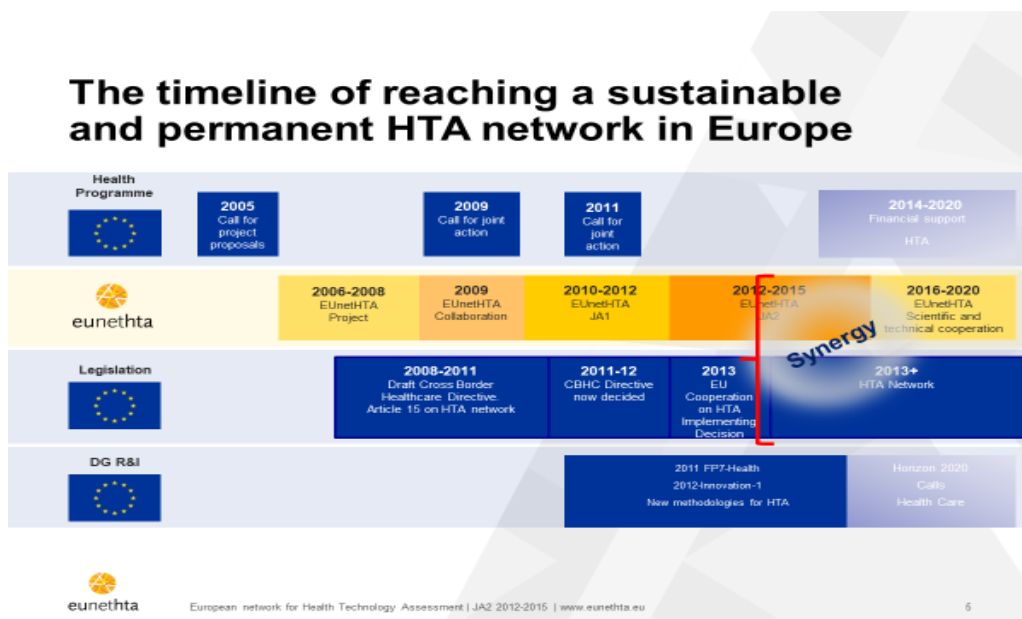 The timeline of reaching a sustainable
and permanent HTA network in Europe
Health
Programme
2005
Call for
project
proposals
2009
Call for joint
action
2011
Call for
joint
action
2014-2020
Financial support
HTA
eunethta
2006-2008
EUnetHTA
Project
2009
EUnetHTA
Collaboration
2010-2012
EUnetHTA
JA1
2012-2015
EUnetHTA
JA2
2016-2020
EUnetHTA
Scientific and
technical cooperation
Synergy
Legislation
2008-2011
Draft Cross Border
Healthcare Directive.
Article 15 on HTA network
2011-12
CBHC Directive
now decided
2013
EU
Cooperation
on HTA
Implementing
Decision
2013+
HTA Network
DG R&I
2011 FP7-Health
2012-Innovation-1
New methodologies for HTA
Horizon 2020
Calls
Health Care
eunethta
European network for Health Technology Assessment | JA2 2012-2015 | www.eunethta.eu